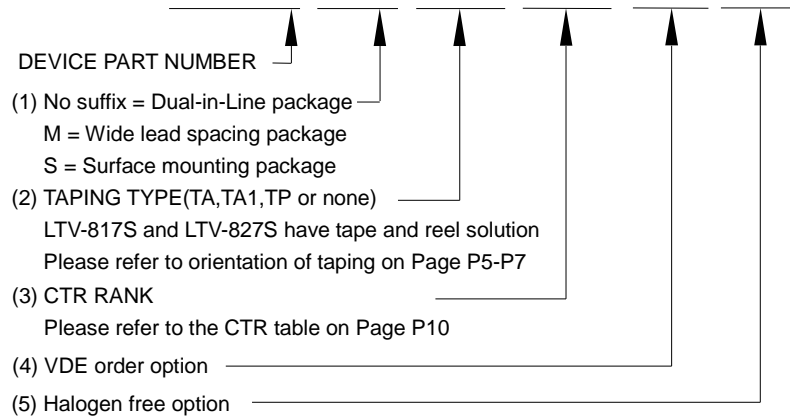 DEVICE PART NUMBER
(1) No suffix = Dual-in-Line package
M = Wide lead spacing package
S = Surface mounting package
(2) TAPING TYPE(TA,TA1,TP or none)
LTV-817S and LTV-827S have tape and reel solution
Please refer to orientation of taping on Page P5-P7
(3) CTR RANK
Please refer to the CTR table on Page P10
(4) VDE order option
(5) Halogen free option